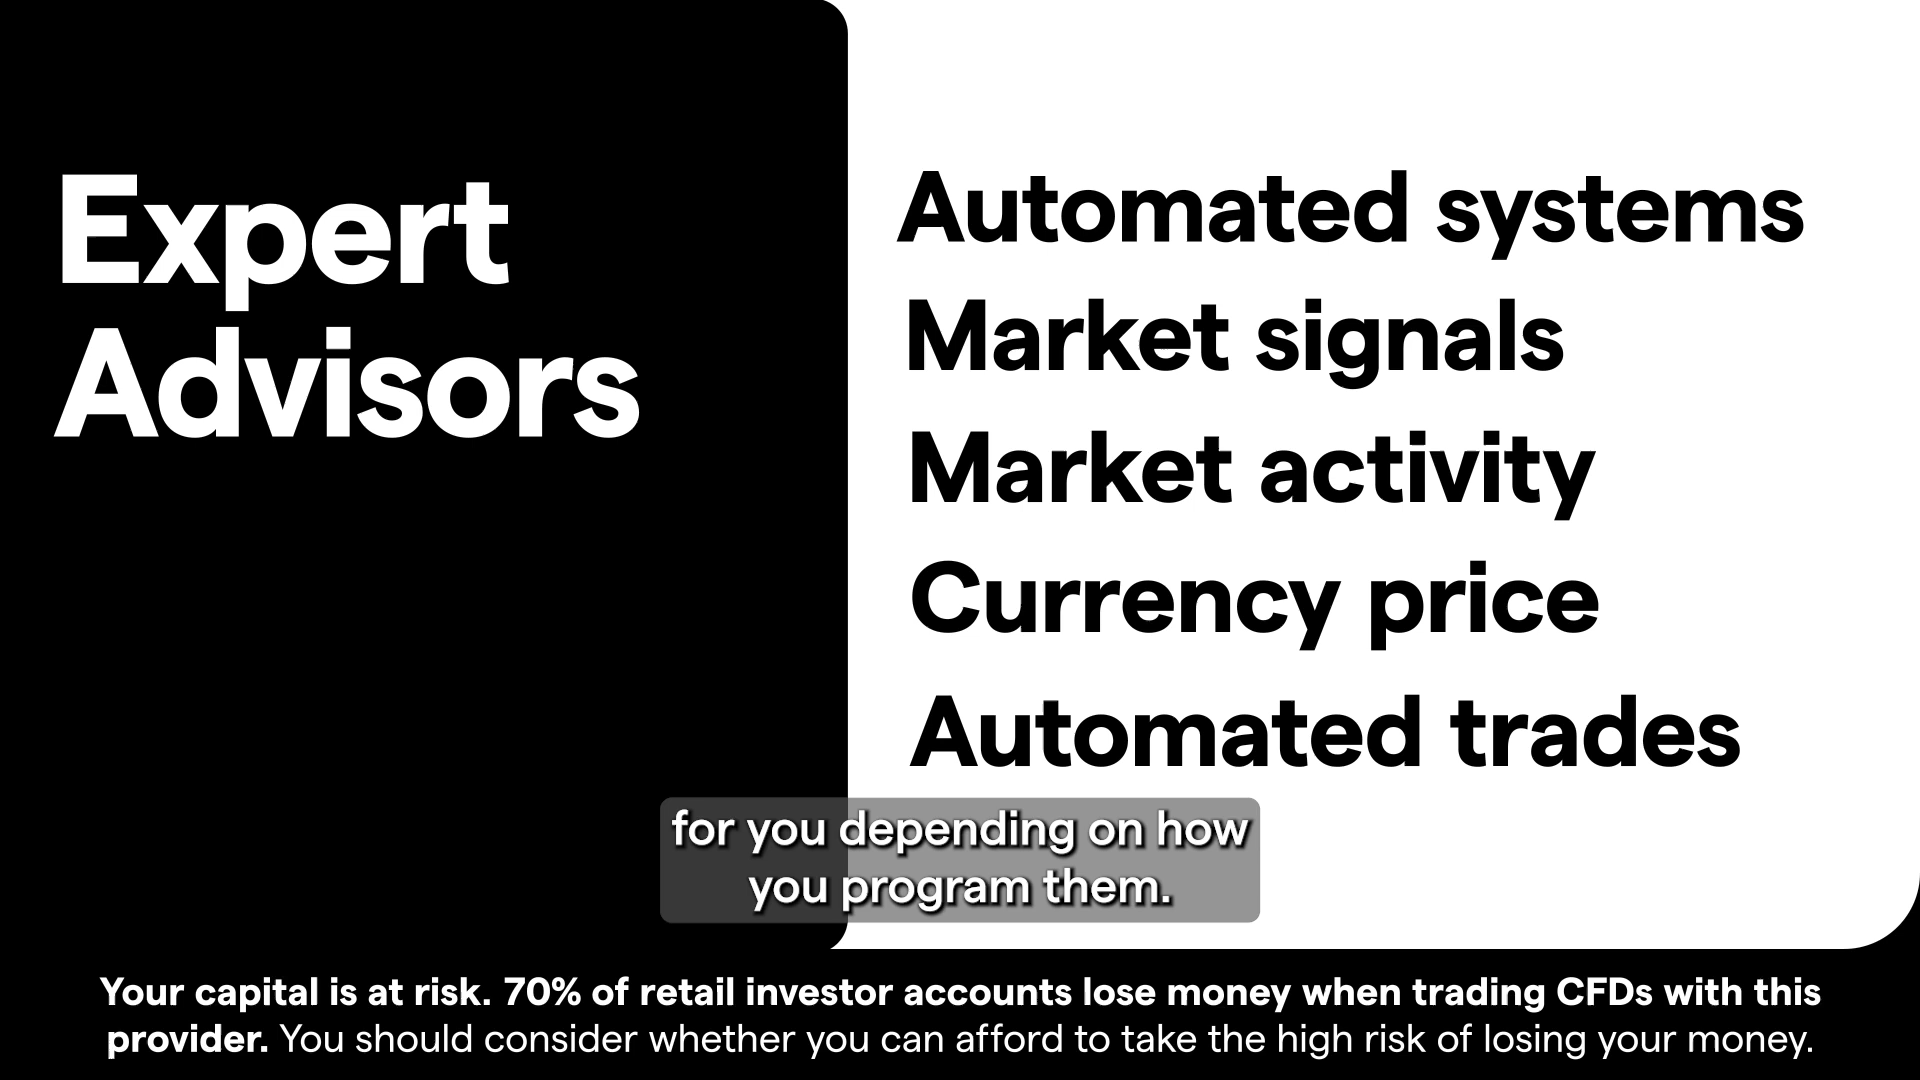 Expert
Advisors
Automated systems
Market signals
Market activity
Currency price
Automated trades
for you depending on how
you program them.
Your capital is at risk. 70% of retail investor accounts lose money when trading CFDs with this
provider. You should consider whether you can afford to take the high risk of losing your money.